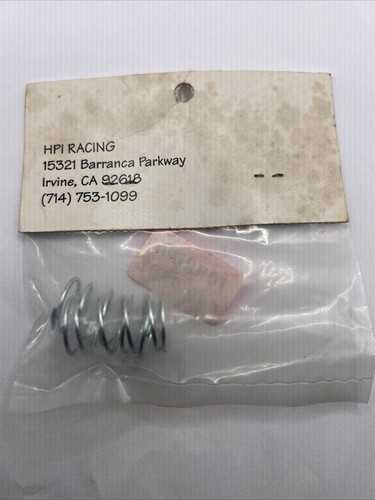 HPI RACING
15321 Barranca Parkway
Irvine, CA 92618
(714) 753-1099